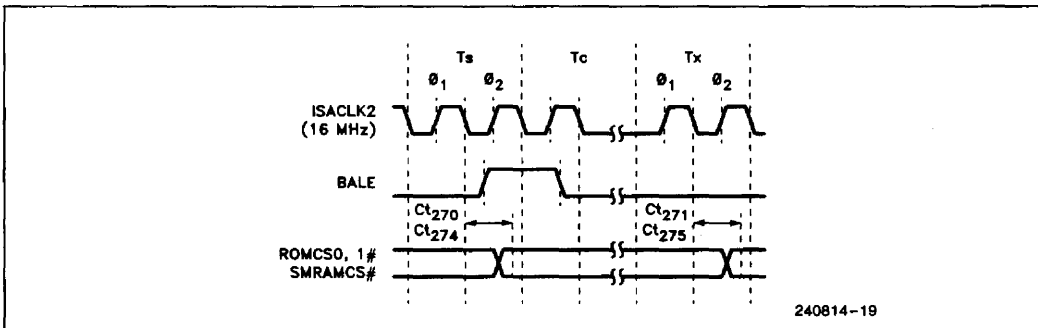 Ts Tc Tx
Ø1 Ø2 Ø1 Ø2
ISACLK2
(16 MHz)
BALE
Ct270 Ct271
Ct274 Ct275
ROMCS0, 1#
SMRAMCS#
240814-19